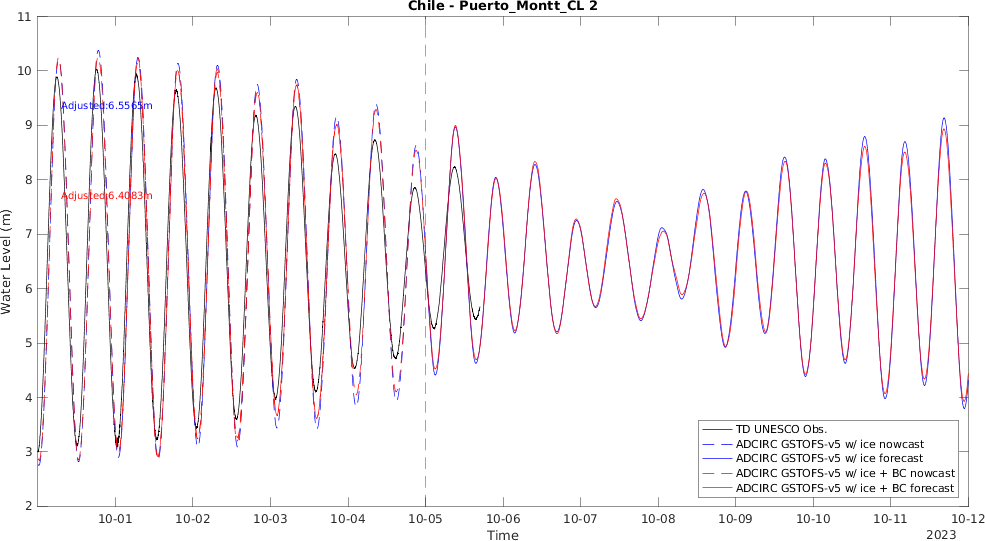 Chile - Puerto_Montt_CL 2
11
10
9
8
7
6
5
4
3
2
Water Level (m)
Adjusted:6.5565m
Adjusted:6.4083m
TD UNESCO Obs.
ADCIRC GSTOFS-v5 w/ ice nowcast
ADCIRC GSTOFS-v5 w/ ice forecast
ADCIRC GSTOFS-v5 w/ ice + BC nowcast
ADCIRC GSTOFS-v5 w/ ice + BC forecast
10-01 10-02 10-03 10-04 10-05 10-06 10-07 10-08 10-09 10-10 10-11 10-12
Time
2023